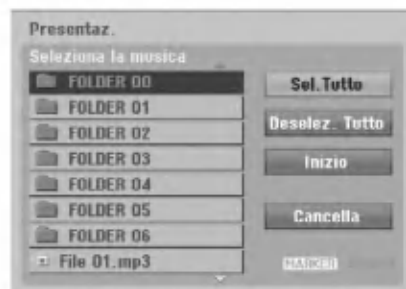 Presentaz.
Seleziona la musica
FOLDER 00
FOLDER 01
FOLDER 02
FOLDER 03
FOLDER 04
FOLDER 05
FOLDER 06
File 01.mp3
Sel.Tutto
Deselez. Tutto
Inizio
Cancella
MARKER